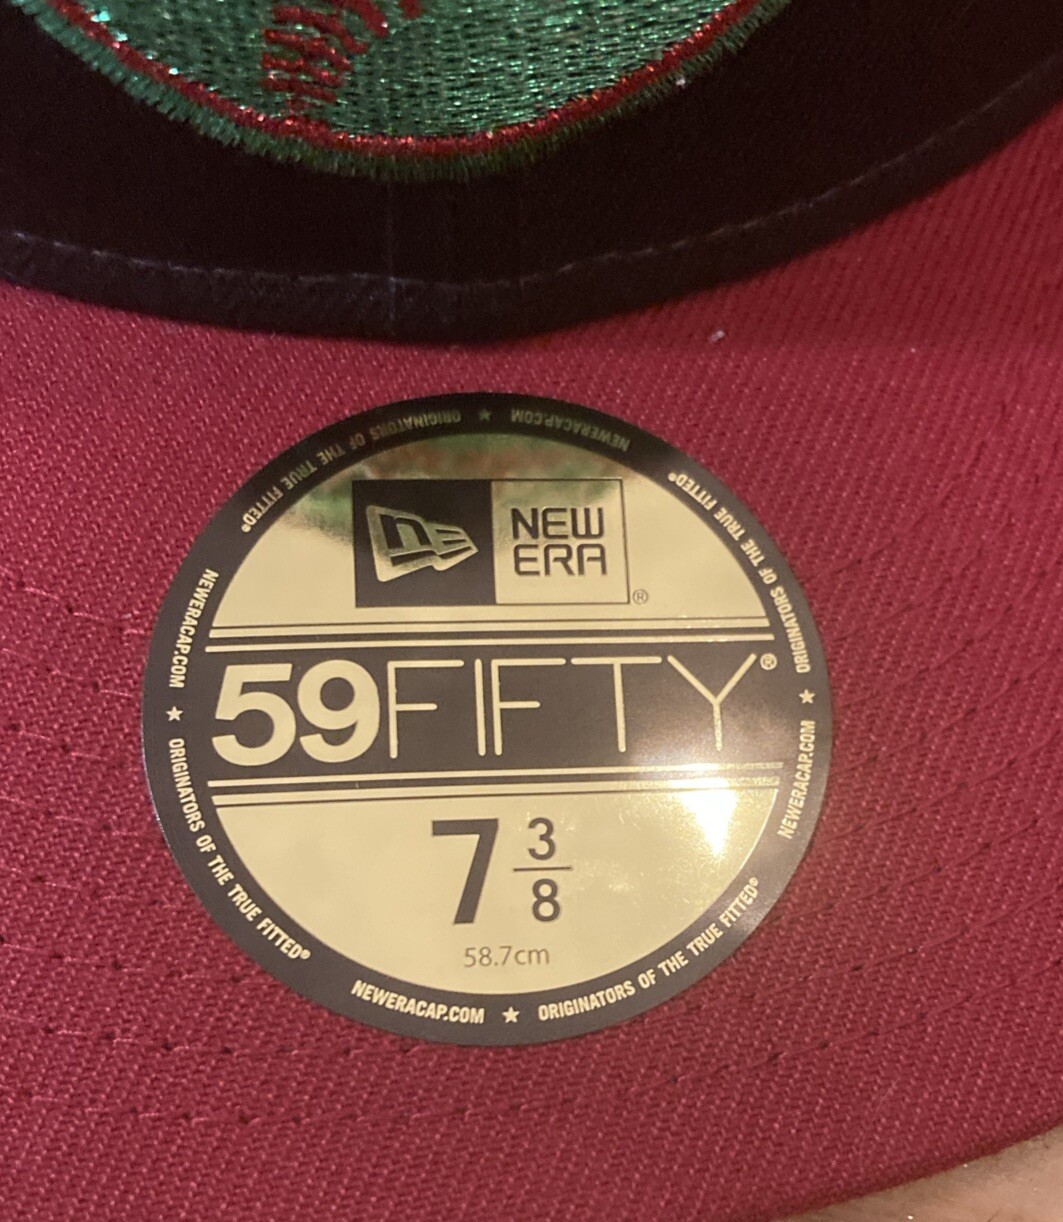 NEW
ERA®
59FIFTY®
7 3/8
58.7cm
NEWERACAP.COM ★ ORIGINATORS OF THE TRUE FITTED®
NEWERACAP.COM ★ ORIGINATORS OF THE TRUE FITTED®
NEWERACAP.COM ★ ORIGINATORS OF THE TRUE FITTED®
NEWERACAP.COM ★ ORIGINATORS OF THE TRUE FITTED®